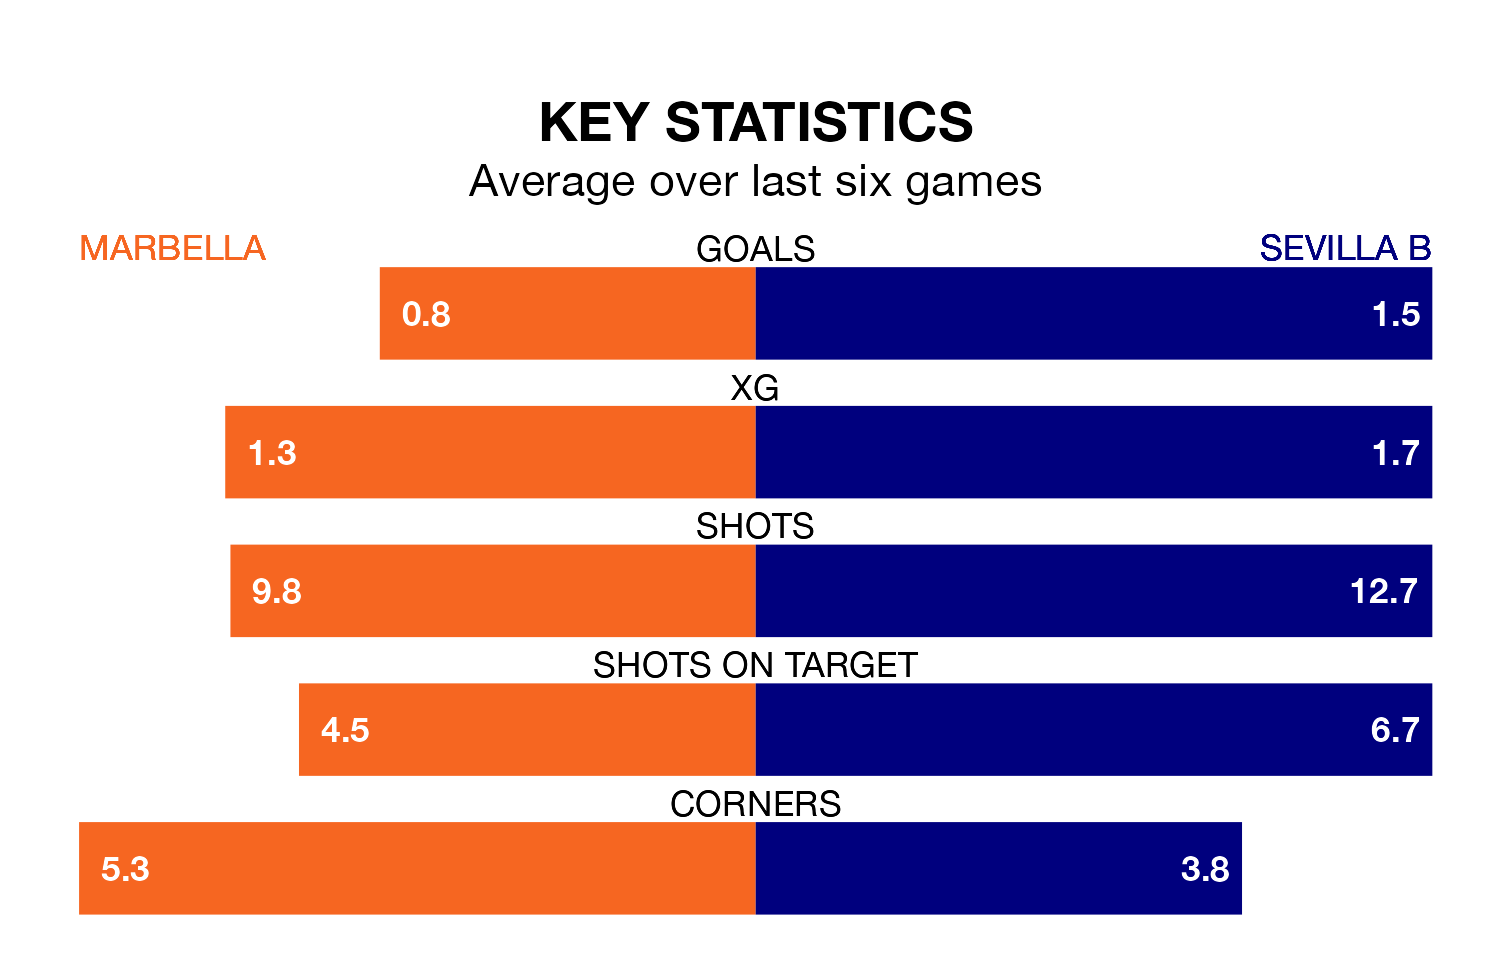 KEY STATISTICS
Average over last six games
MARBELLA GOALS SEVILLA B
0.8 1.5
XG
1.3 1.7
SHOTS
9.8 12.7
SHOTS ON TARGET
4.5 6.7
CORNERS
5.3 3.8